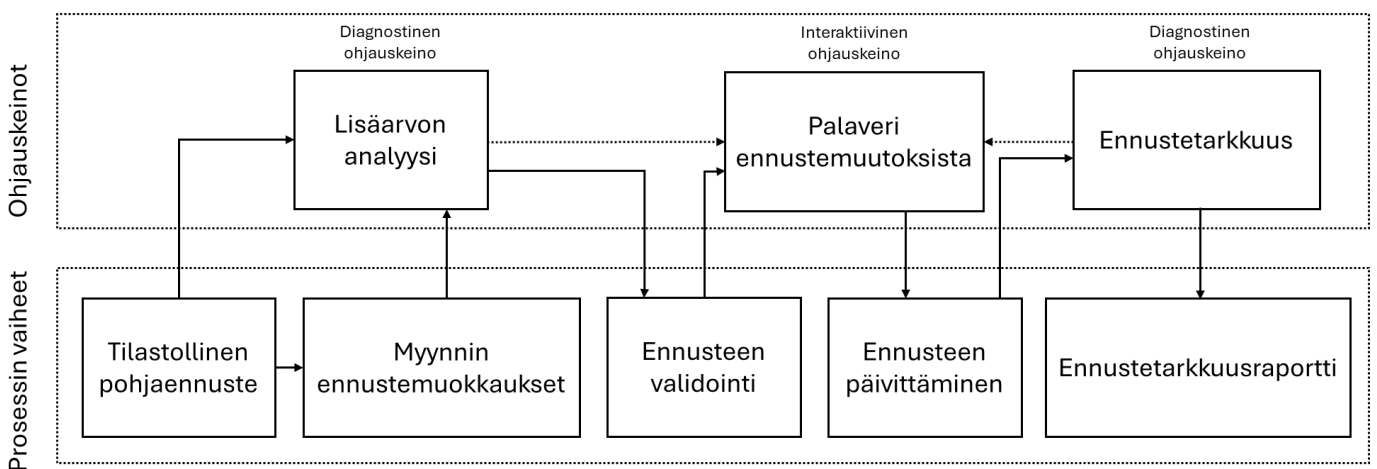 Ohjauskeinot
Diagnostinen
ohjauskeino
Interaktiivinen
ohjauskeino
Diagnostinen
ohjauskeino
Lisäarvon
analyysi
Palaveri
ennustemuutoksista
Ennustetarkkuus
Prosessin vaiheet
Tilastollinen
pohjaennuste
Myynnin
ennustemuokkaukset
Ennusteen
validointi
Ennusteen
päivittäminen
Ennustetarkkuusraportti